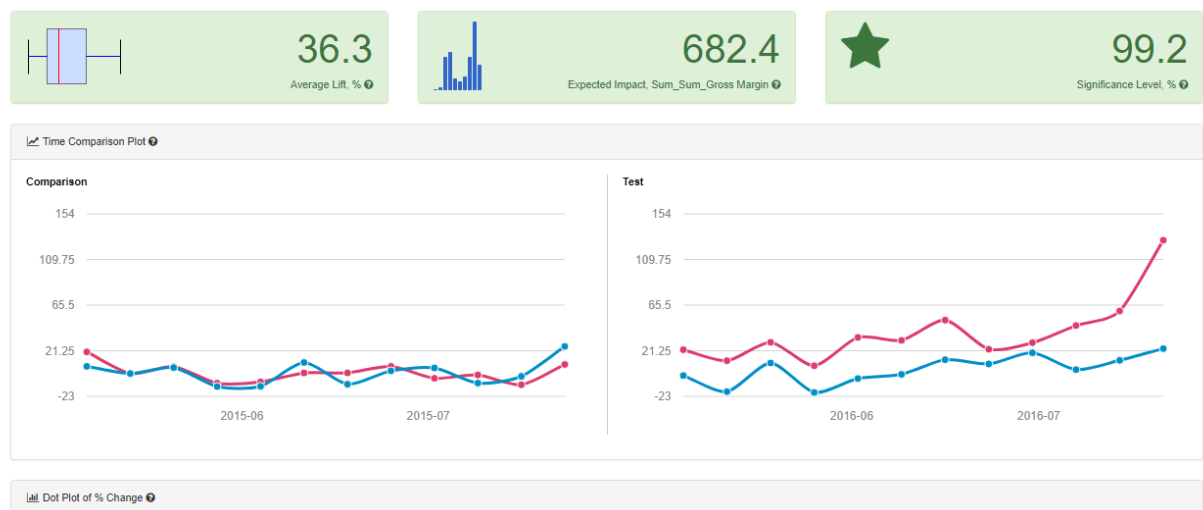 36.3
Average Lift, %
682.4
Expected Impact, Sum_Sum_Gross Margin
99.2
Significance Level, %
Time Comparison Plot
Comparison
154
109.75
65.5
21.25
-23
2015-06 2015-07
Test
154
109.75
65.5
21.25
-23
2016-06 2016-07
Dot Plot of % Change